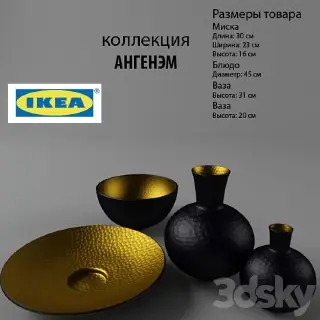 коллекция
АНГЕНЭМ
IKEA
®
Размеры товара
Миска
Длина: 30 см
Ширина: 23 см
Высота: 16 см
Блюдо
Диаметр: 45 см
Ваза
Высота: 31 см
Ваза
Высота: 20 см
3dsky